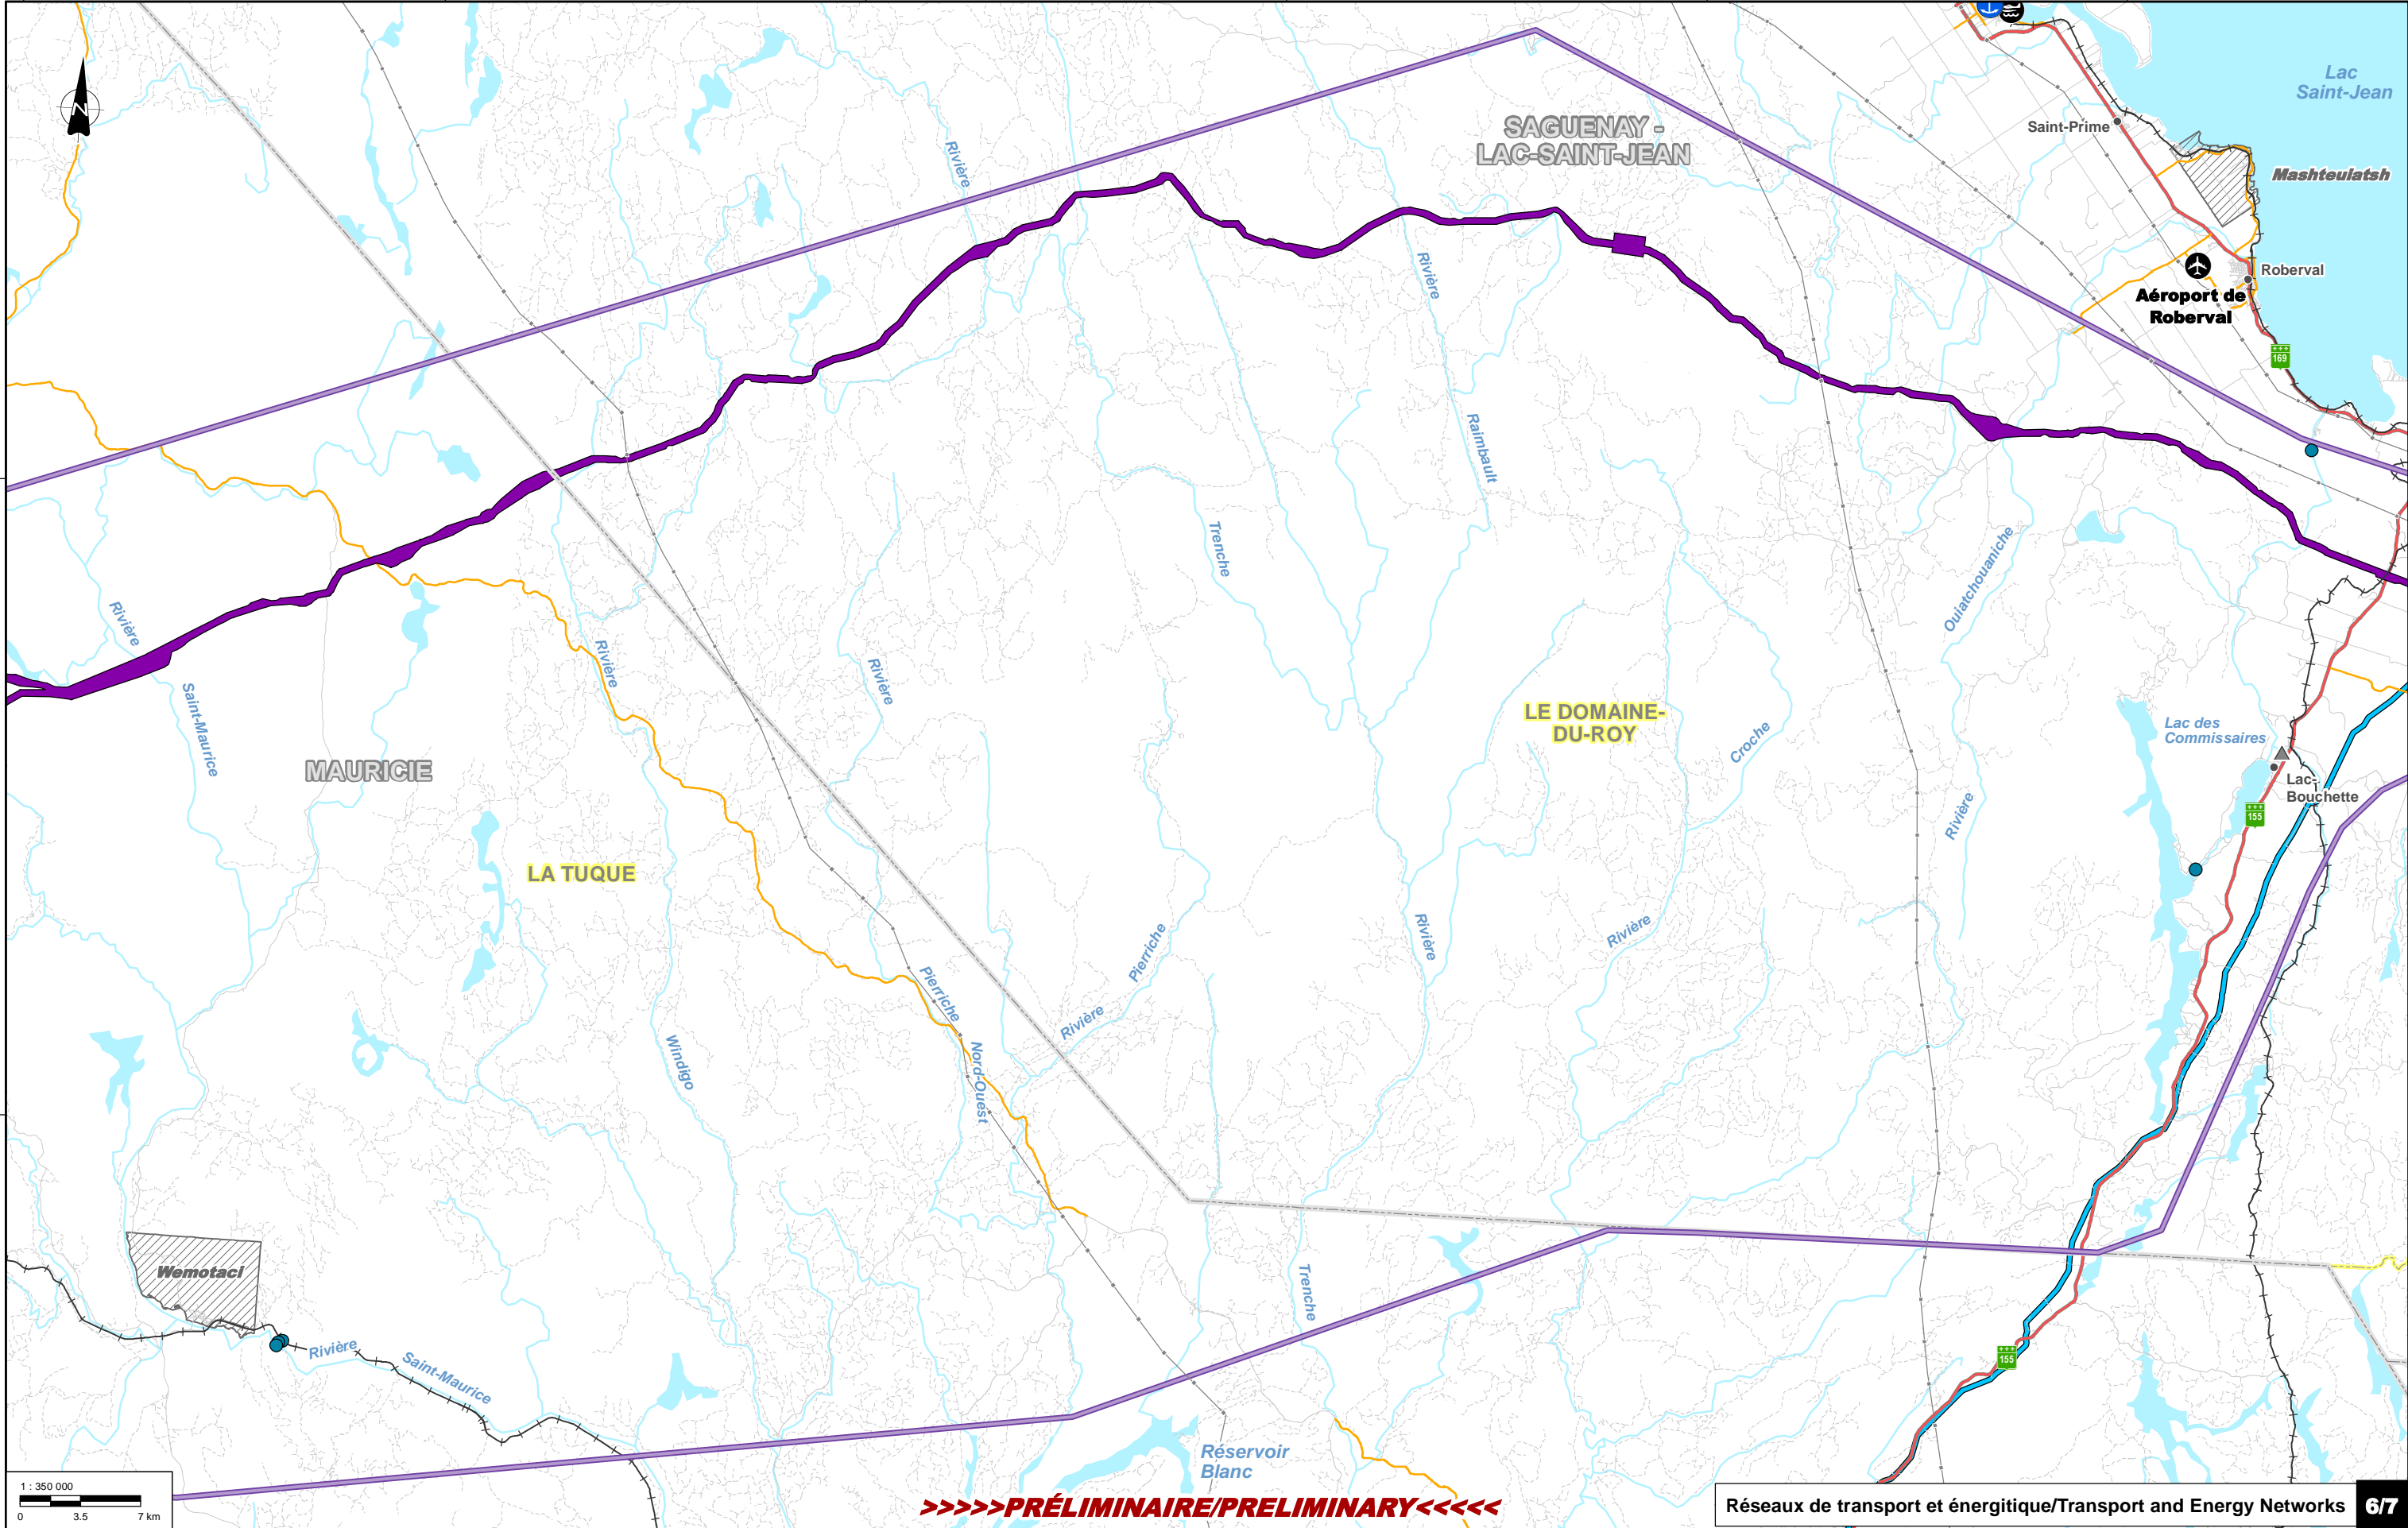 N
Lac
Saint-Jean
SAGUENAY -
LAC-SAINT-JEAN
Saint-Prime
Mashteuiatsh
Rivière
Roberval
Aéroport de
Roberval
Rivière
169
Raimbault
Trenche
Ouiatchouaniche
Rivière
Rivière
Rivière
Saint-Maurice
LE DOMAINE-
DU-ROY
Croche
Lac des
Commissaires
MAURICIE
Lac-
Bouchette
155
Rivière
LA TUQUE
Rivière
Rivière
Pierriche
Pierriche
Rivière
Nord-Ouest
Windigo
Wemotaci
Trenche
Rivière
Saint-Maurice
155
Réservoir
Blanc
1 : 350 000
0 3.5 7 km
>>>>>PRÉLIMINAIRE/PRELIMINARY<<<<<
Réseaux de transport et énergitique/Transport and Energy Networks 6/7